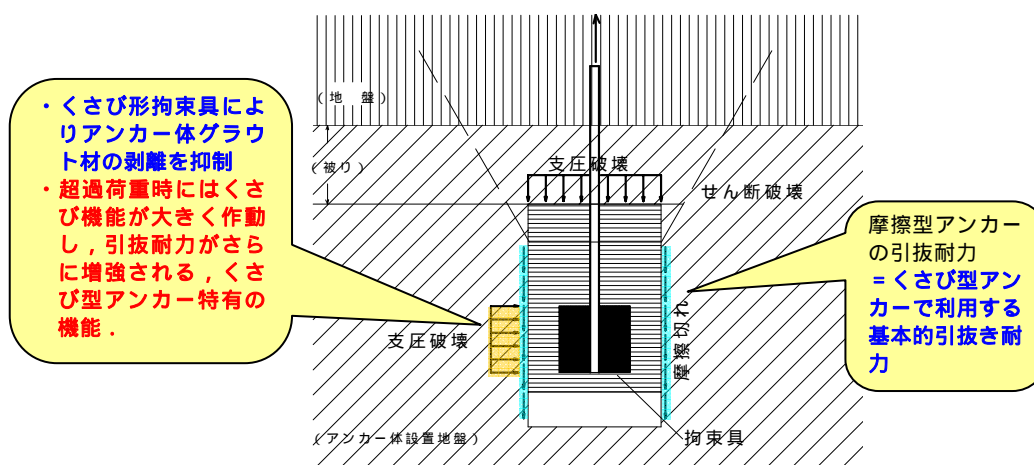 ・くさび形拘束具によ
りアンカー体グラウ
ト材の剥離を抑制
・超過荷重時にはくさ
び機能が大きく作動
し，引抜耐力がさら
に増強される，くさ
び型アンカー特有の
機能．
(地　盤)
(被り)
支圧破壊
せん断破壊
支圧破壊
摩擦切れ
拘束具
(アンカー体設置地盤)
摩擦型アンカー
の引抜耐力
＝くさび型アン
カーで利用する
基本的引抜き耐
力